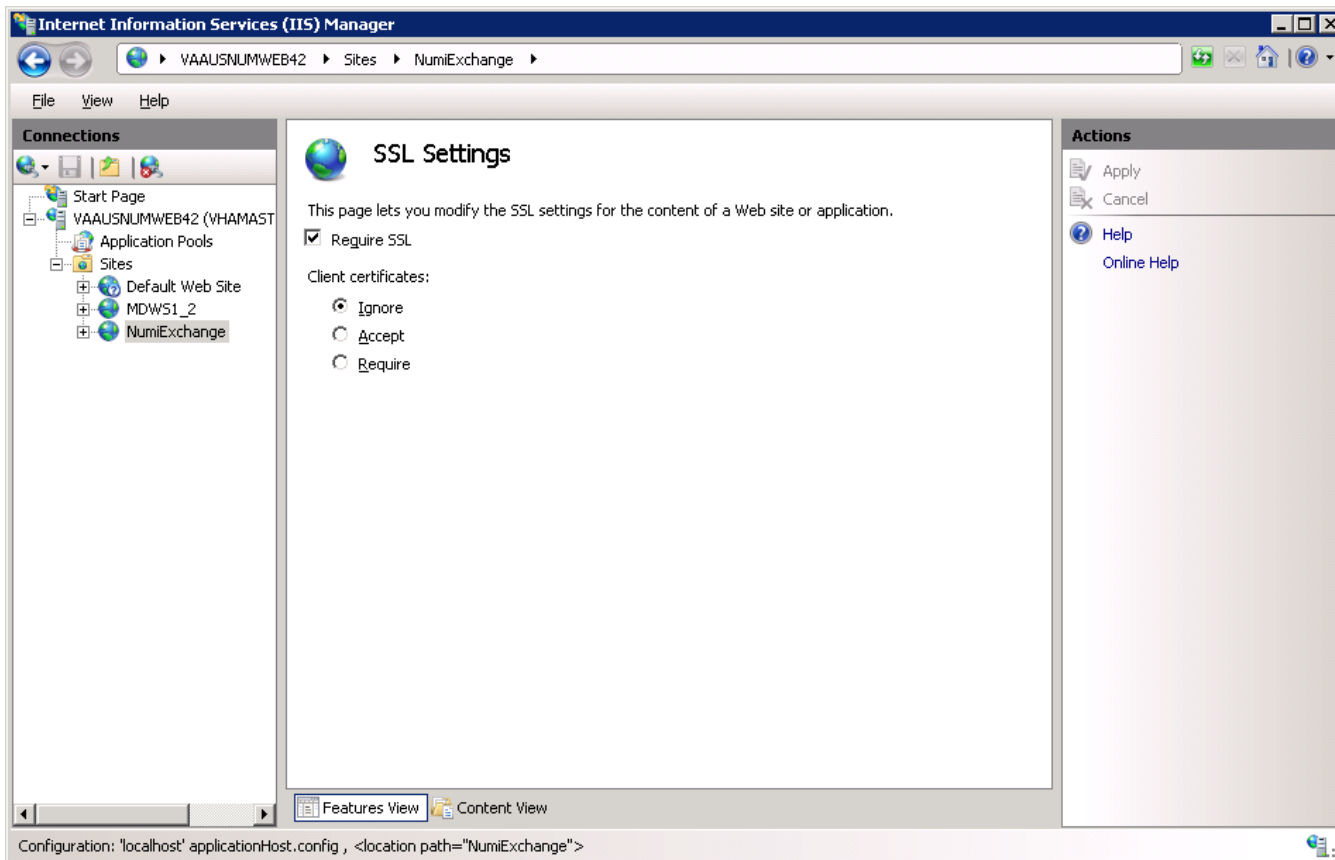 Internet Information Services (IIS) Manager
VAAUSNUMWEB42 Sites NumiExchange
File View Help
Connections
Start Page
VAAUSNUMWEB42 (VHAMAST
Application Pools
Sites
Default Web Site
MDWS1_2
NumiExchange
SSL Settings
This page lets you modify the SSL settings for the content of a Web site or application.
Require SSL
Client certificates:
Ignore
Accept
Require
Features View Content View
Actions
Apply
Cancel
Help
Online Help
Configuration: 'localhost' applicationHost.config , <location path="NumiExchange">